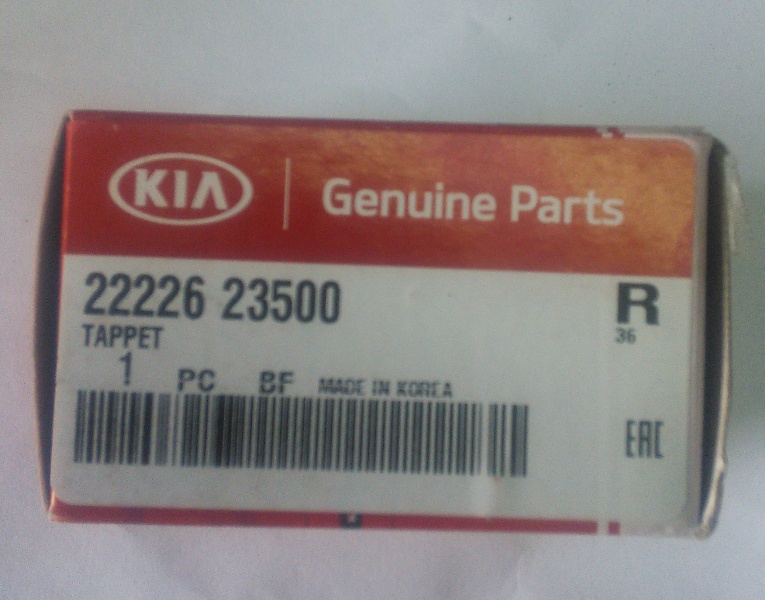 KIA Genuine Parts
22226 23500 R
TAPPET 36
1 PC BF MADE IN KOREA
EAC